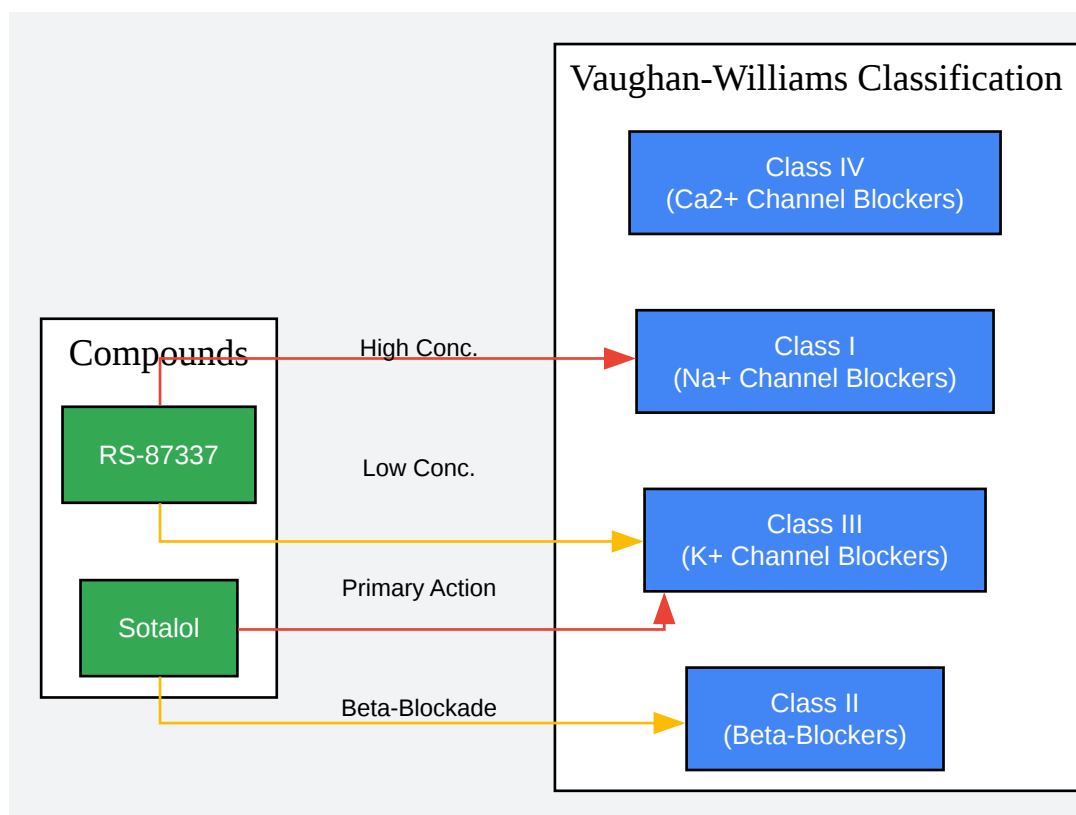 Vaughan-Williams Classification
Class IV
(Ca2+ Channel Blockers)
Compounds
High Conc.
Class I
(Na+ Channel Blockers)
RS-87337
Low Conc.
Class III
(K+ Channel Blockers)
Primary Action
Sotalol
Beta-Blockade
Class II
(Beta-Blockers)